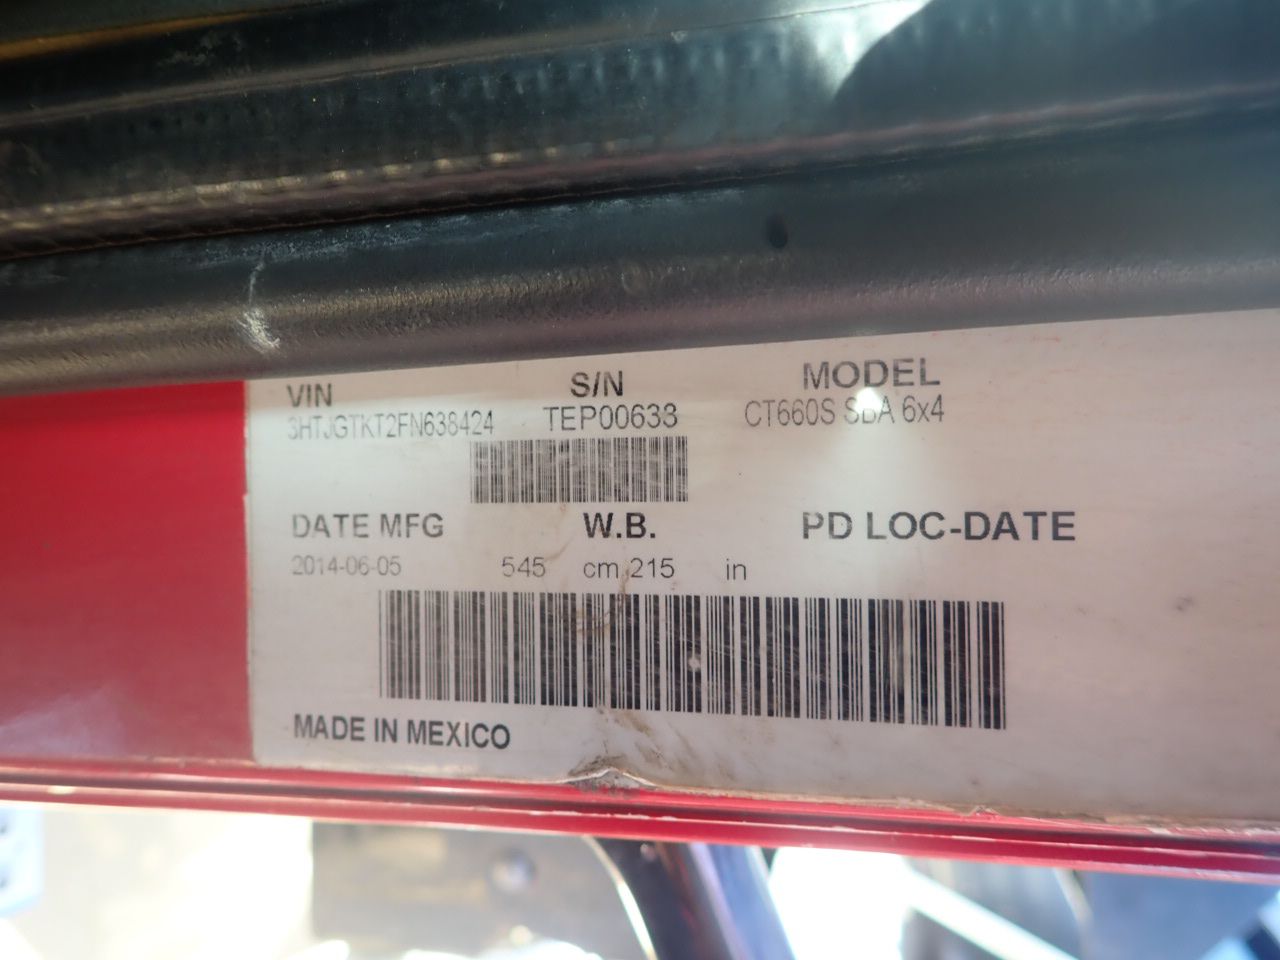 VIN S/N MODEL
3HTJGTKT2FN638424 TEP00633 CT660S SBA 6x4
DATE MFG W.B. PD LOC-DATE
2014-06-05 545 cm 215 in
MADE IN MEXICO